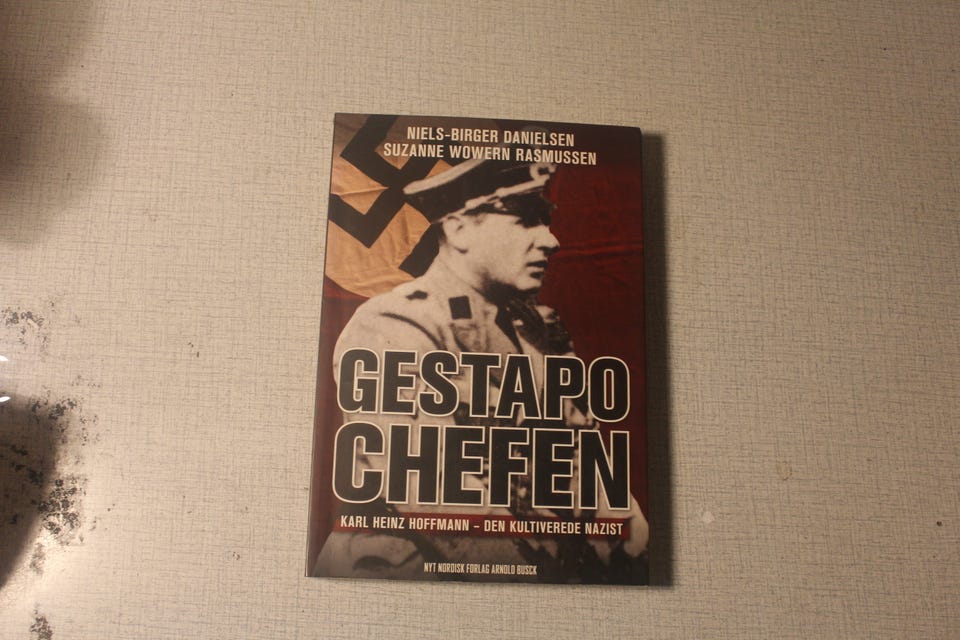 NIELS-BIRGER DANIELSEN
SUZANNE WOWERN RASMUSSEN
GESTAPO
CHEFEN
KARL HEINZ HOFFMANN – DEN KULTIVEREDE NAZIST
NYT NORDISK FORLAG ARNOLD BUSCK